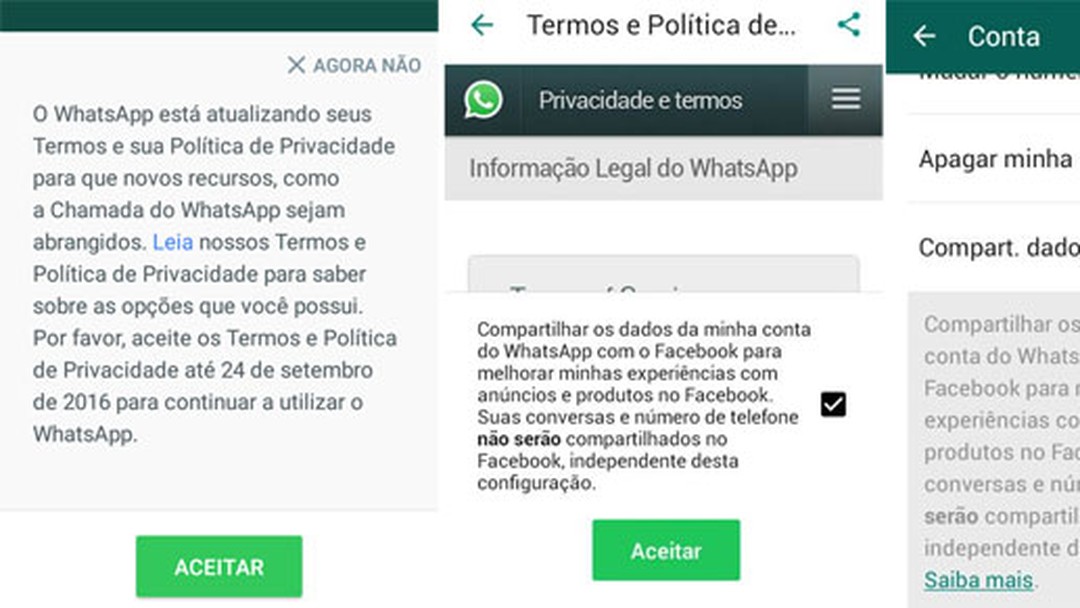 AGORA NÃO
O WhatsApp está atualizando seus
Termos e sua Política de Privacidade
para que novos recursos, como
a Chamada do WhatsApp sejam
abrangidos. Leia nossos Termos e
Política de Privacidade para saber
sobre as opções que você possui.
Por favor, aceite os Termos e Política
de Privacidade até 24 de setembro
de 2016 para continuar a utilizar o
WhatsApp.
ACEITAR
Termos e Política de...
Privacidade e termos
Informação Legal do WhatsApp
Compartilhar os dados da minha conta
do WhatsApp com o Facebook para
melhorar minhas experiências com
anúncios e produtos no Facebook.
Suas conversas e número de telefone
não serão compartilhados no
Facebook, independente desta
configuração.
Aceitar
Conta
Apagar minha
Compart. dado
Compartilhar os
conta do Whats
Facebook para
experiências co
produtos no Fac
conversas e nú
serão compartil
independente d
Saiba mais.